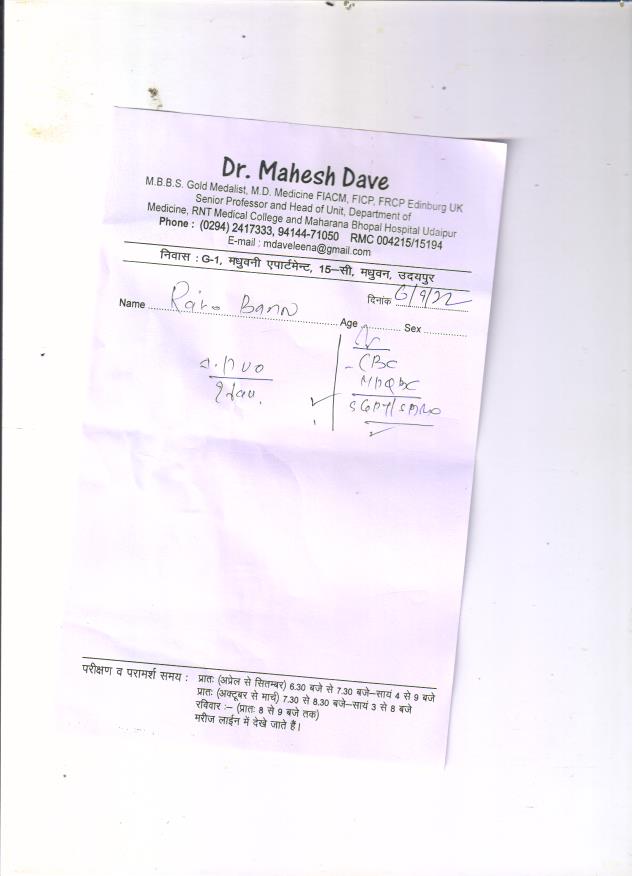 Dr. Mahesh Dave
M.B.B.S. Gold Medalist, M.D. Medicine FIACM, FICP, FRCP Edinburg UK
Senior Professor and Head of Unit, Department of
Medicine, RNT Medical College and Maharana Bhopal Hospital Udaipur
Phone : (0294) 2417333, 94144-71050 RMC 004215/15194
E-mail : mdaveleena@gmail.com
निवास : G-1, मधुवनी एपार्टमेन्ट, 15–सी, मधुवन, उदयपुर
दिनांक 6/9/22
Name ........ Age ........ Sex ........
CBC
परीक्षण व परामर्श समय : प्रातः (अप्रेल से सितम्बर) 6.30 बजे से 7.30 बजे–सायं 4 से 9 बजे
प्रातः (अक्टूबर से मार्च) 7.30 से 8.30 बजे–सायं 3 से 8 बजे
रविवार :– (प्रातः 8 से 9 बजे तक)
मरीज लाईन में देखे जाते हैं।